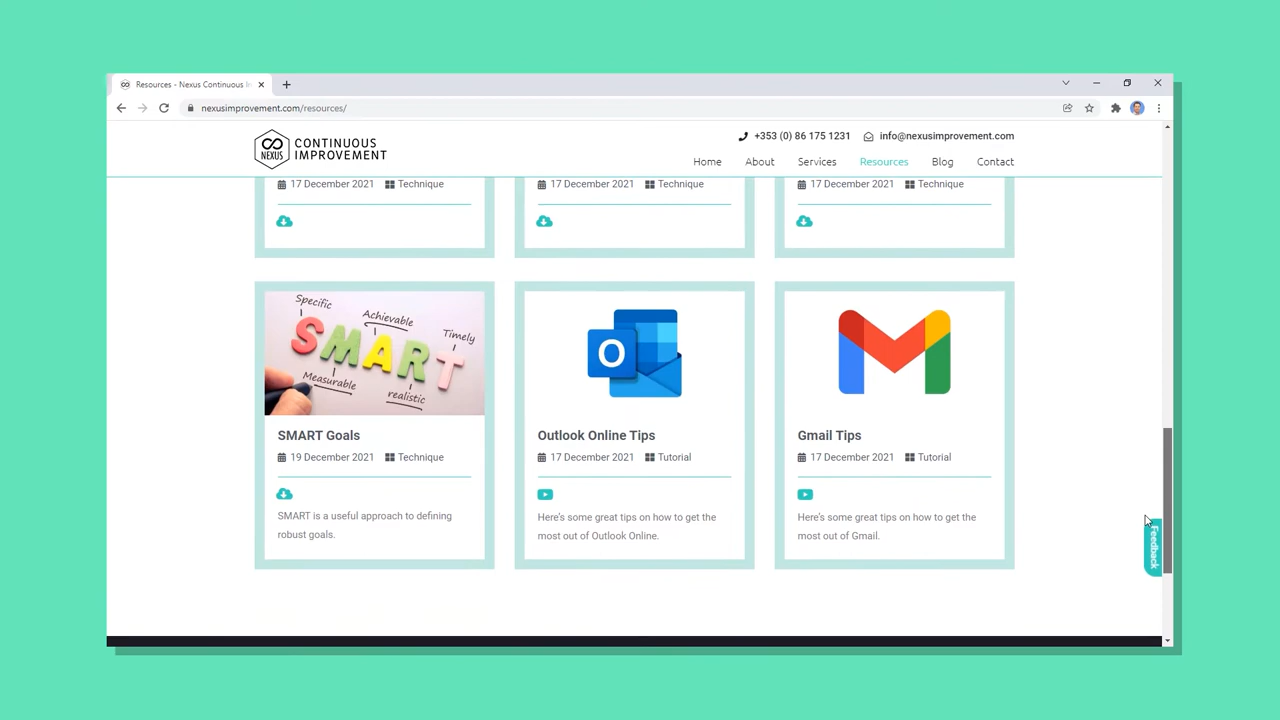 Resources - Nexus Continuous I
nexusimprovement.com/resources/
NEXUS
CONTINUOUS
IMPROVEMENT
+353 (0) 86 175 1231 info@nexusimprovement.com
Home About Services Resources Blog Contact
17 December 2021 Technique
17 December 2021 Technique
17 December 2021 Technique
Specific
Achievable
Timely
SMART
Measurable
realistic
SMART Goals
19 December 2021 Technique
SMART is a useful approach to defining
robust goals.
O
Outlook Online Tips
17 December 2021 Tutorial
Here's some great tips on how to get the
most out of Outlook Online.
Gmail Tips
17 December 2021 Tutorial
Here's some great tips on how to get the
most out of Gmail.
Feedback